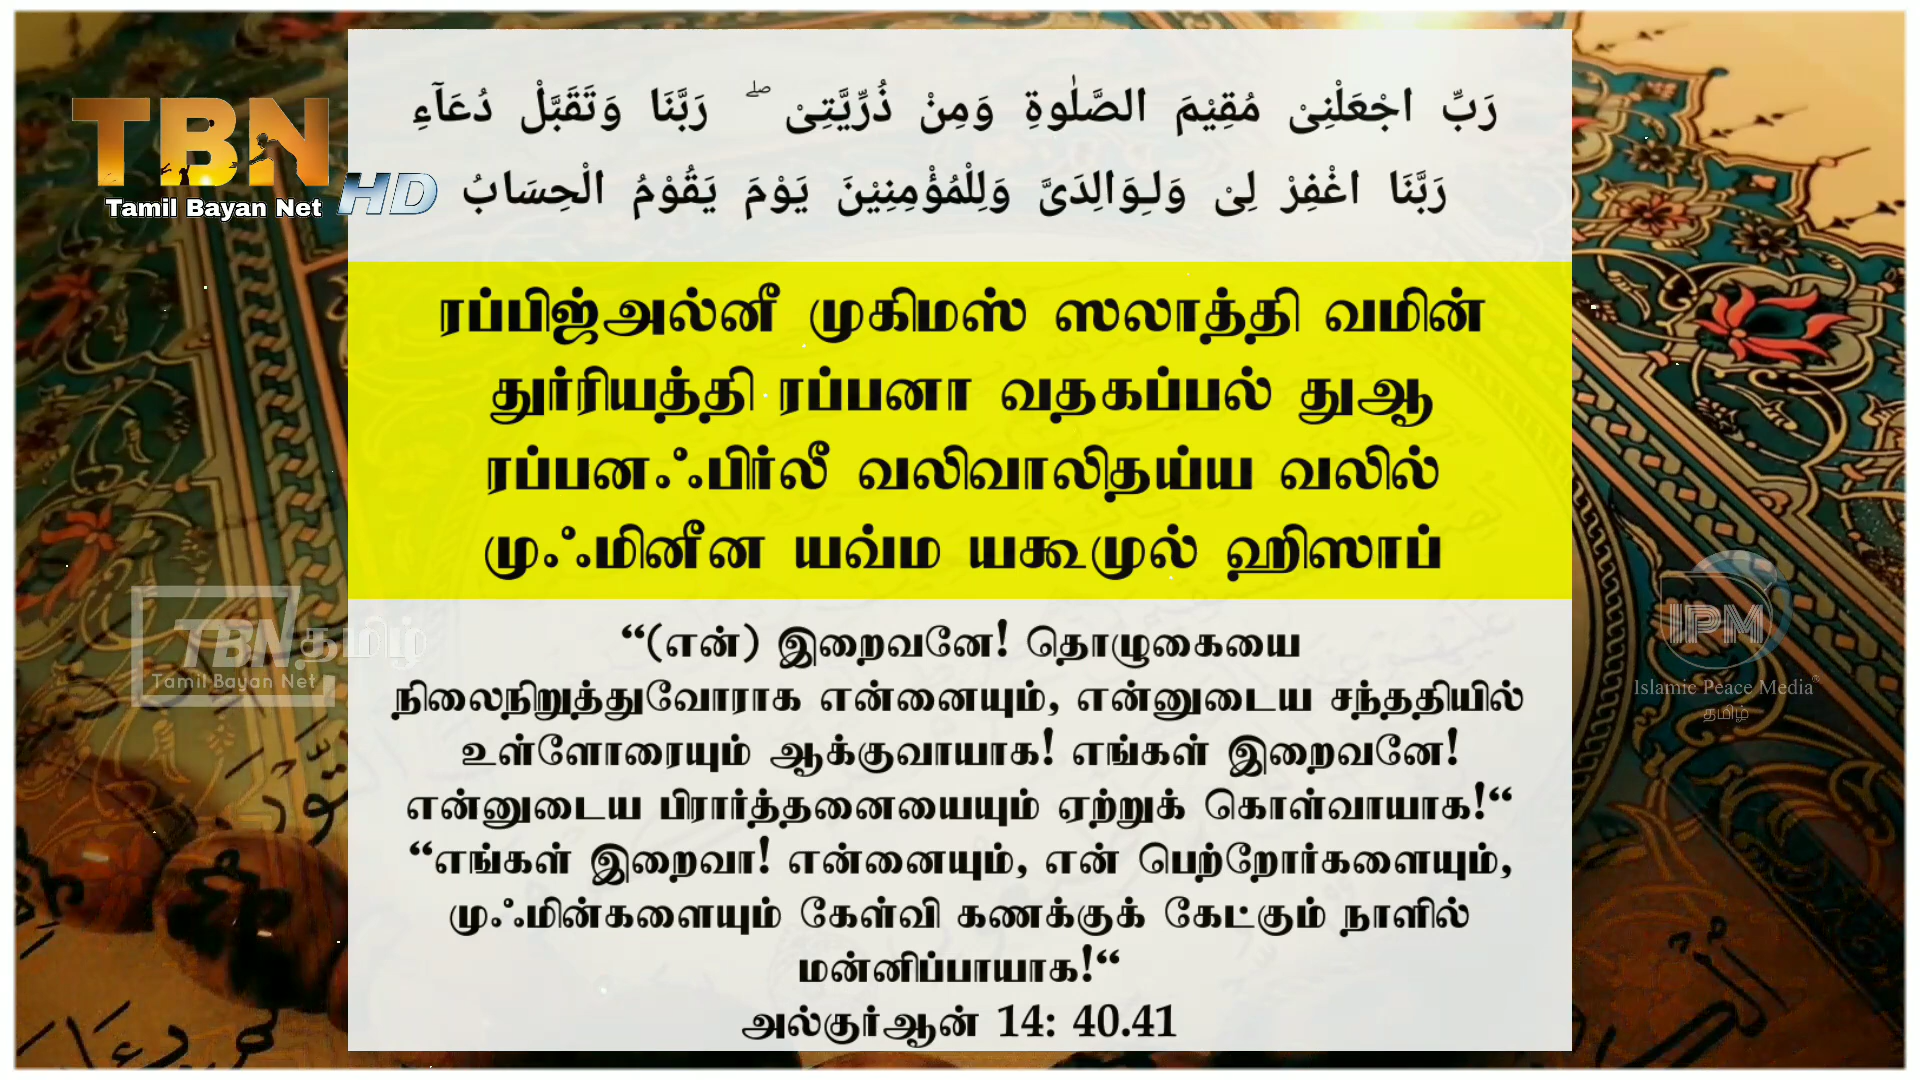 رَبِّ اجْعَلْنِیْ مُقِیْمَ الصَّلٰوةِ وَمِنْ ذُرِّیَّتِیْ ۖ رَبَّنَا وَتَقَبَّلْ دُعَآءِ
رَبَّنَا اغْفِرْ لِیْ وَلِوَالِدَیَّ وَلِلْمُؤْمِنِیْنَ یَوْمَ یَقُوْمُ الْحِسَابُ
TBN
HD
Tamil Bayan Net
ரப்பிஜ்அல்னீ முகிமஸ் ஸலாத்தி வமின்
துர்ரியத்தி ரப்பனா வதகப்பல் துஆ
ரப்பனஃபிர்லீ வலிவாலிதய்ய வலில்
முஃமினீன யவ்ம யகூமுல் ஹிஸாப்
“(என்) இறைவனே! தொழுகையை
நிலைநிறுத்துவோராக என்னையும், என்னுடைய சந்ததியில்
உள்ளோரையும் ஆக்குவாயாக! எங்கள் இறைவனே!
என்னுடைய பிரார்த்தனையையும் ஏற்றுக் கொள்வாயாக!“
“எங்கள் இறைவா! என்னையும், என் பெற்றோர்களையும்,
முஃமின்களையும் கேள்வி கணக்குக் கேட்கும் நாளில்
மன்னிப்பாயாக!“
அல்குர்ஆன் 14: 40.41
TBN தமிழ்
Tamil Bayan Net
IPM
Islamic Peace Media®
தமிழ்